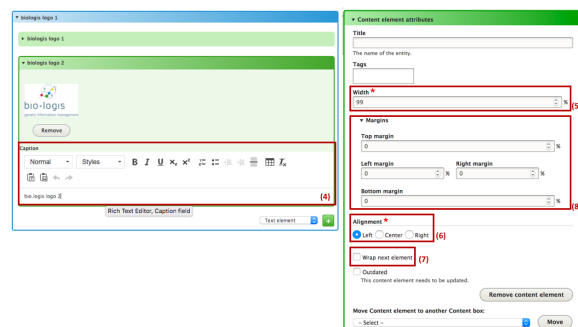 ▼ biologis logo 1
▸ biologis logo 1
▼ biologis logo 2
bio·logis
genetic information management
Remove
Caption
Normal Styles B I U x₂ x² Tx
bio.logis logo 2 (4)
Rich Text Editor, Caption field
Text element +
▼ Content element attributes
Title
The name of the entity.
Tags
Width *
99 % (5)
▼ Margins
Top margin
0 %
Left margin Right margin
0 % 0 %
Bottom margin
0 % (8)
Alignment *
Left Center Right (6)
Wrap next element (7)
Outdated
This content element needs to be updated.
Remove content element
Move Content element to another Content box:
- Select - Move